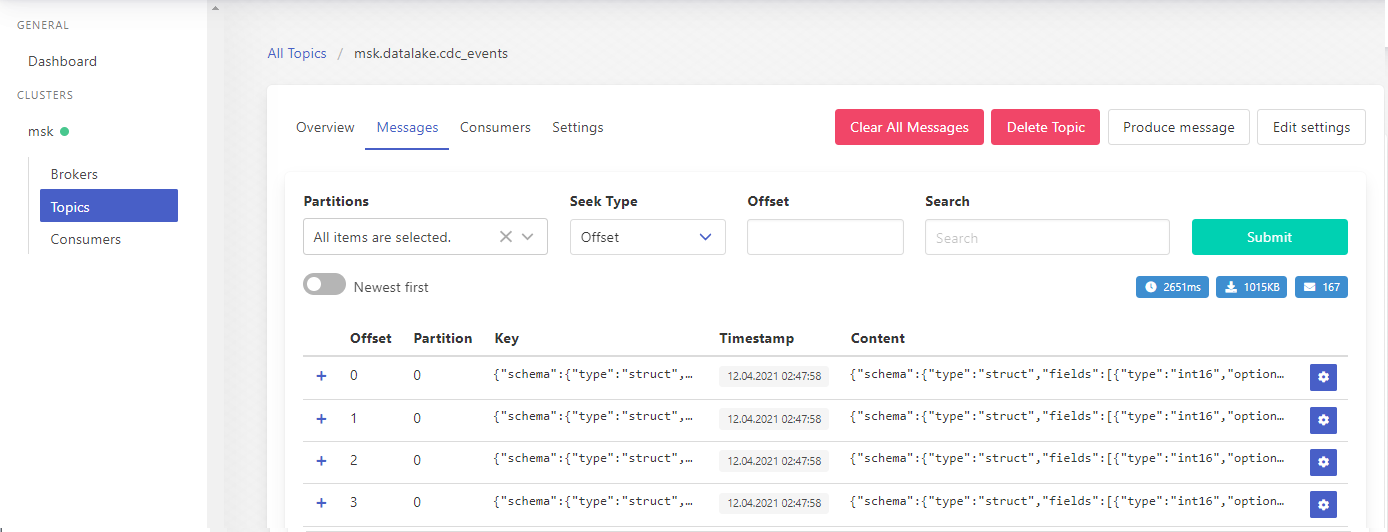 GENERAL
Dashboard
CLUSTERS
msk
Brokers
Topics
Consumers
All Topics / msk.datalake.cdc_events
Overview Messages Consumers Settings Clear All Messages Delete Topic Produce message Edit settings
Partitions Seek Type Offset Search
All items are selected. Offset Search Submit
Newest first 2651ms 1015KB 167
Offset Partition Key Timestamp Content
+ 0 0 {"schema":{"type":"struct",… 12.04.2021 02:47:58 {"schema":{"type":"struct","fields":[{"type":"int16","option…
+ 1 0 {"schema":{"type":"struct",… 12.04.2021 02:47:58 {"schema":{"type":"struct","fields":[{"type":"int16","option…
+ 2 0 {"schema":{"type":"struct",… 12.04.2021 02:47:58 {"schema":{"type":"struct","fields":[{"type":"int16","option…
+ 3 0 {"schema":{"type":"struct",… 12.04.2021 02:47:58 {"schema":{"type":"struct","fields":[{"type":"int16","option…